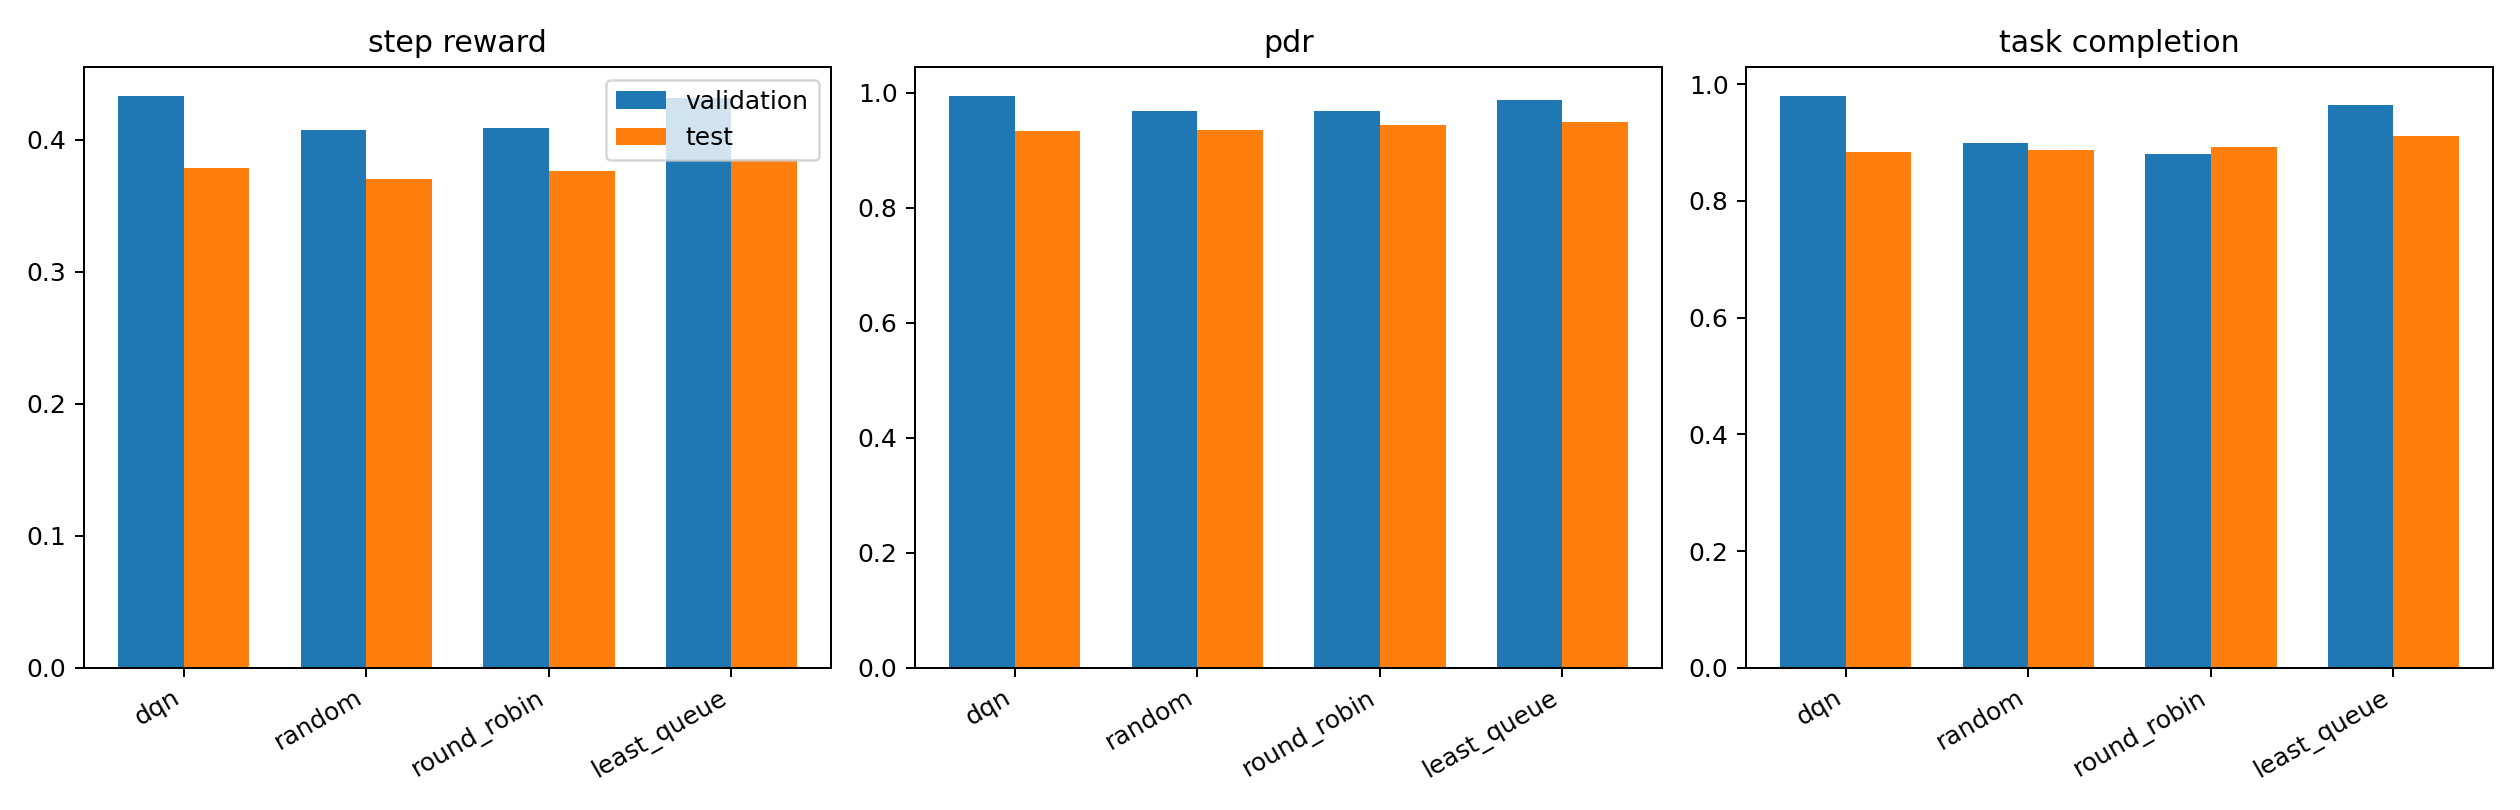 step reward
validation
test
0.4
0.3
0.2
0.1
0.0
dqn
random
round_robin
least_queue
pdr
1.0
0.8
0.6
0.4
0.2
0.0
dqn
random
round_robin
least_queue
task completion
1.0
0.8
0.6
0.4
0.2
0.0
dqn
random
round_robin
least_queue